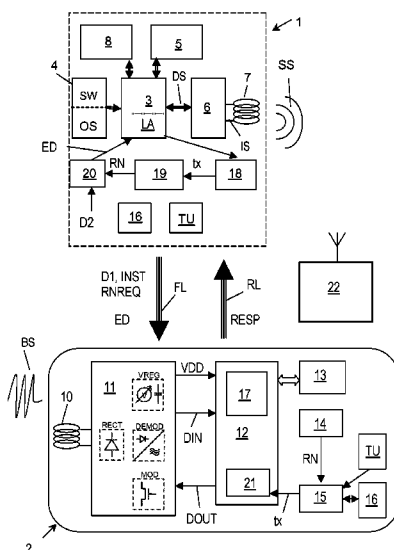 1
8
5
4
SW
OS
3
LA
DS
6
7
IS
SS
ED
RN
tx
20
19
18
D2
16
TU
D1, INST
RNREQ
FL
ED
RL
RESP
22
BS
10
11
VREG
RECT
DEMOD
MOD
VDD
DIN
DOUT
17
12
21
13
14
RN
TU
tx
15
16
2